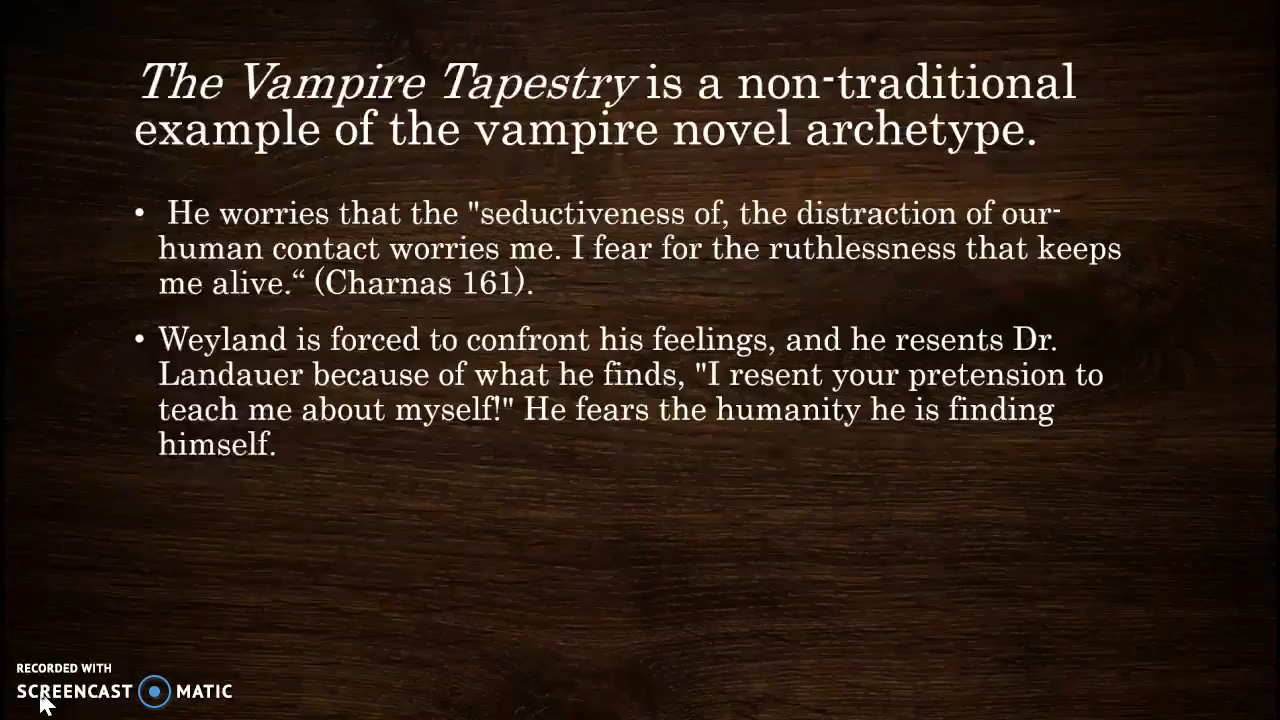 The Vampire Tapestry is a non-traditional
example of the vampire novel archetype.
• He worries that the "seductiveness of, the distraction of our-
human contact worries me. I fear for the ruthlessness that keeps
me alive.“ (Charnas 161).
• Weyland is forced to confront his feelings, and he resents Dr.
Landauer because of what he finds, "I resent your pretension to
teach me about myself!" He fears the humanity he is finding
himself.
RECORDED WITH
SCREENCAST MATIC